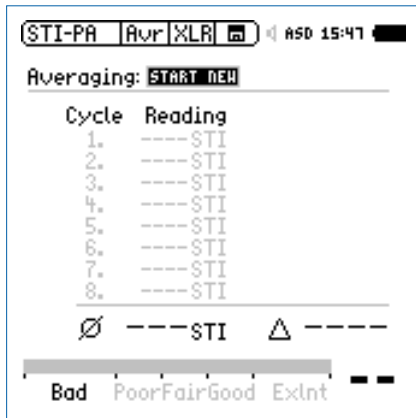 STI-PA Avr XLR ASD 15:47
Averaging: START NEW
Cycle Reading
1. ----STI
2. ----STI
3. ----STI
4. ----STI
5. ----STI
6. ----STI
7. ----STI
8. ----STI
Ø ---STI Δ ----
Bad Poor Fair Good Exlnt --